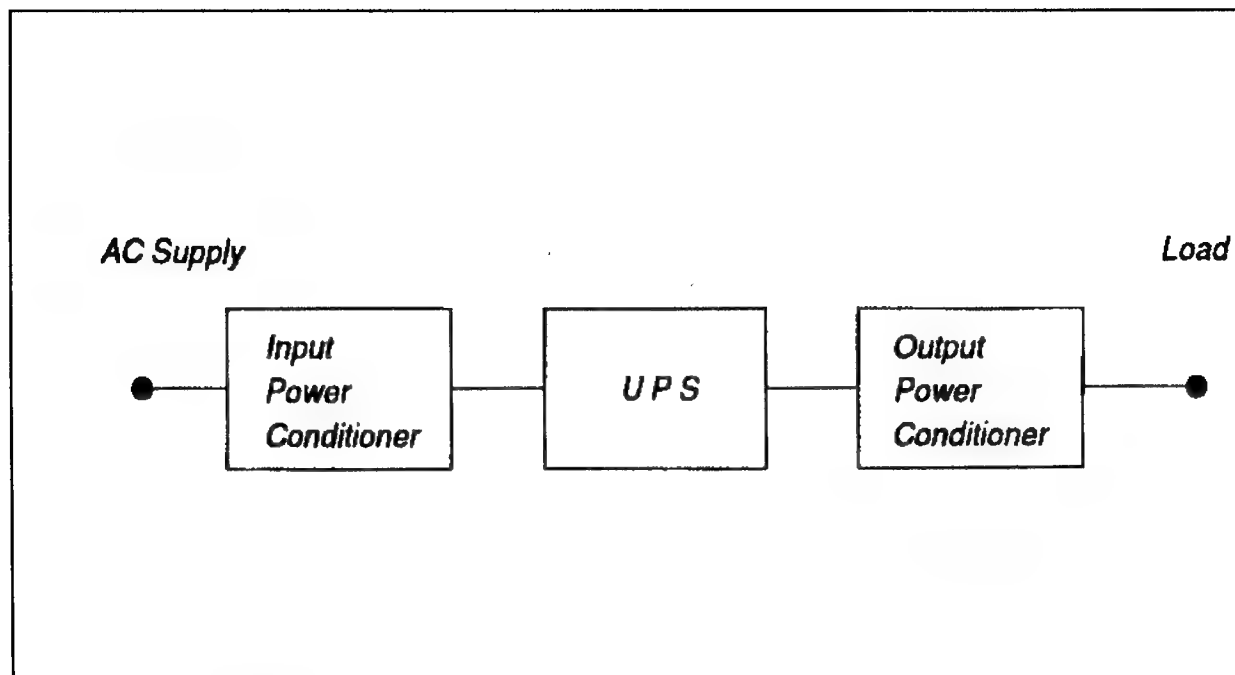 AC Supply
Load
Input
Power
Conditioner
U P S
Output
Power
Conditioner